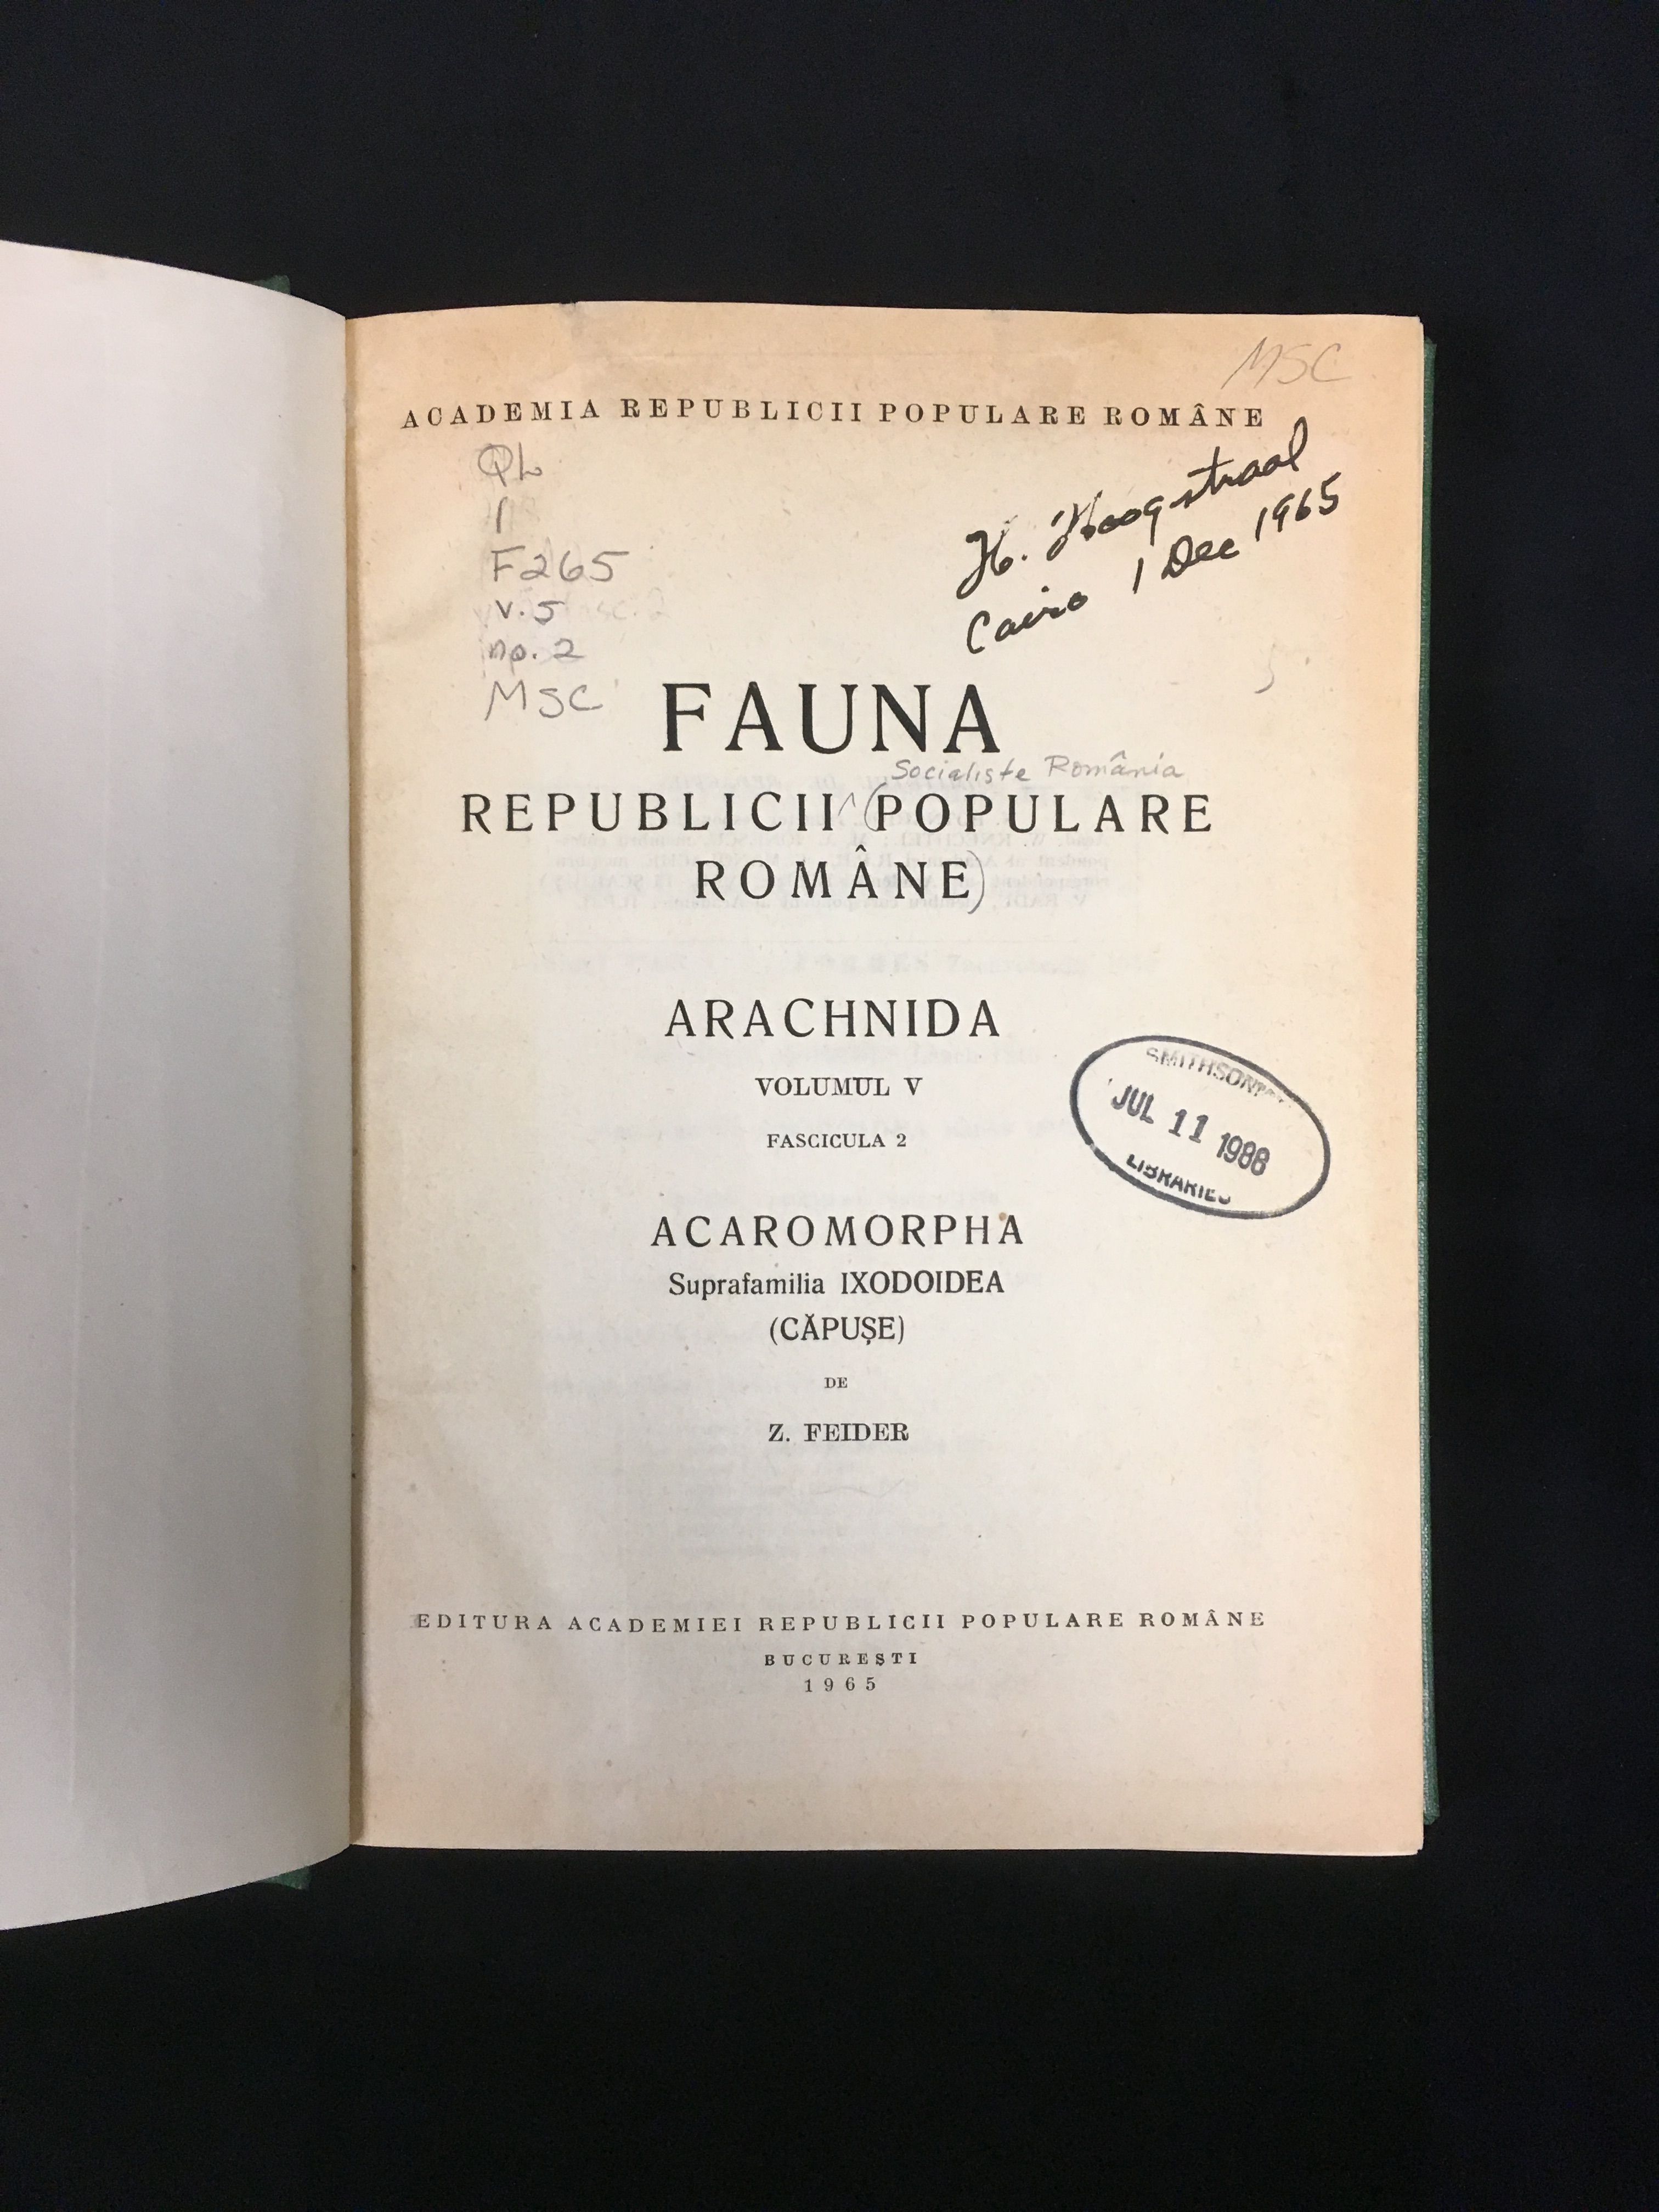 MSC
ACADEMIA REPUBLICII POPULARE ROMÂNE
QL
1
F265
v. 5
no. 2
MSC
H. Hoogstraal
Cairo 1 Dec 1965
FAUNA
Socialiste România
REPUBLICII ^ (POPULARE
ROMÂNE)
ARACHNIDA
VOLUMUL V
FASCICULA 2
SMITHSONI
JUL 11 1988
LIBRARIES
ACAROMORPHA
Suprafamilia IXODOIDEA
(CĂPUȘE)
DE
Z. FEIDER
EDITURA ACADEMIEI REPUBLICII POPULARE ROMÂNE
BUCUREȘTI
1965